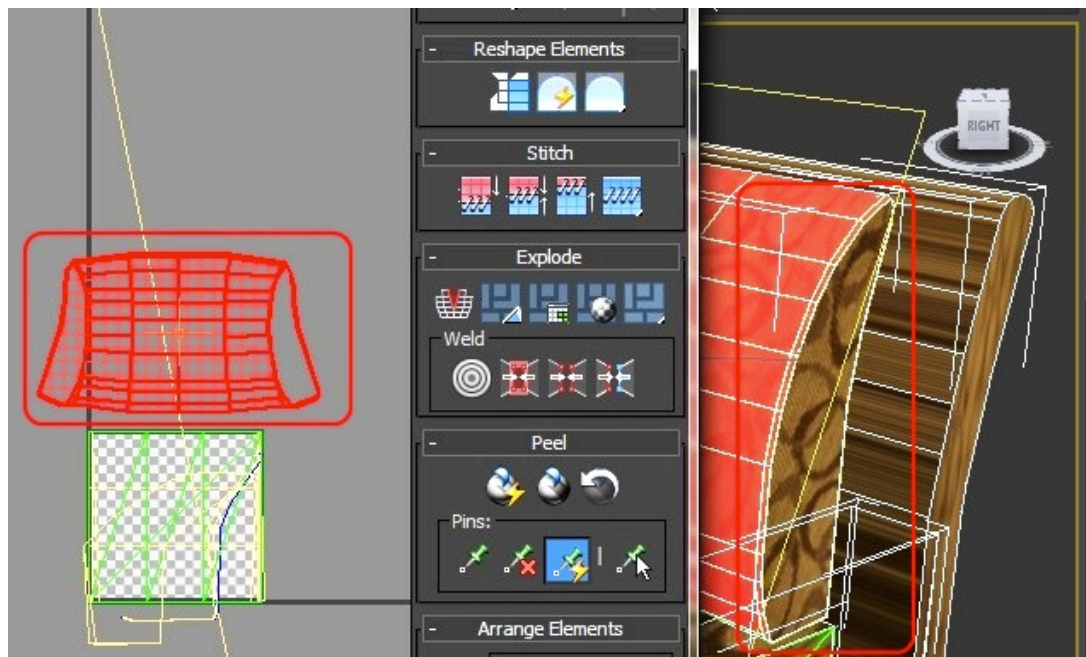 - Reshape Elements
- Stitch
- Explode
Weld
- Peel
Pins:
- Arrange Elements
RIGHT